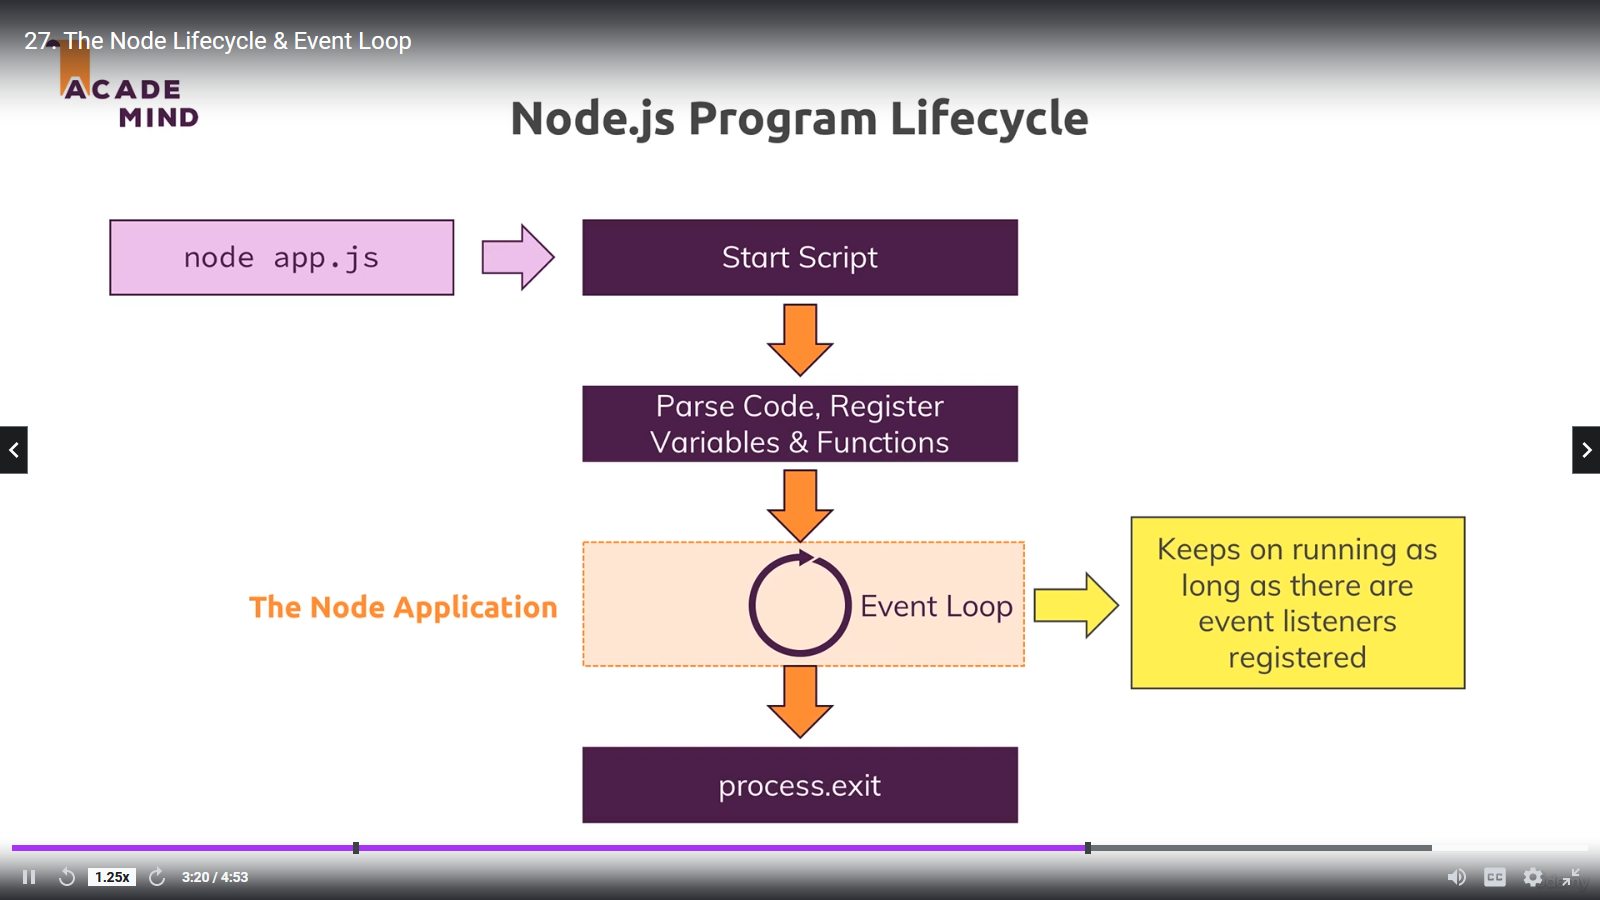 27. The Node Lifecycle & Event Loop
ACADE
MIND
Node.js Program Lifecycle
node app.js
Start Script
Parse Code, Register
Variables & Functions
The Node Application
Event Loop
Keeps on running as
long as there are
event listeners
registered
process.exit
1.25x
3:20 / 4:53
CC